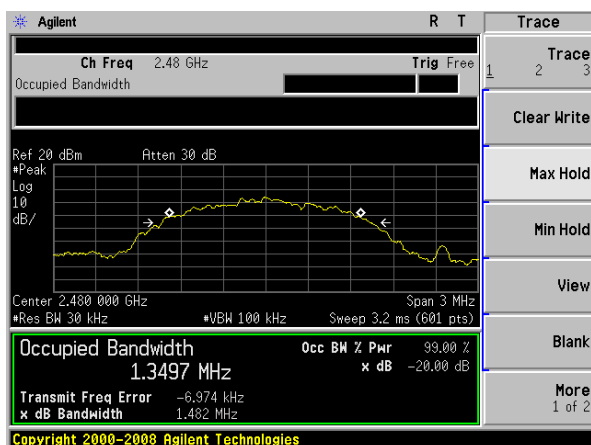 Agilent R T Trace
Ch Freq 2.48 GHz Trig Free
Occupied Bandwidth
Trace
1 2 3
Clear Write
Max Hold
Min Hold
View
Blank
More
1 of 2
Ref 20 dBm Atten 30 dB
#Peak
Log
10
dB/
Center 2.480 000 GHz Span 3 MHz
#Res BW 30 kHz #VBW 100 kHz Sweep 3.2 ms (601 pts)
Occupied Bandwidth Occ BW % Pwr 99.00 %
1.3497 MHz x dB -20.00 dB
Transmit Freq Error -6.974 kHz
x dB Bandwidth 1.482 MHz
Copyright 2000-2008 Agilent Technologies